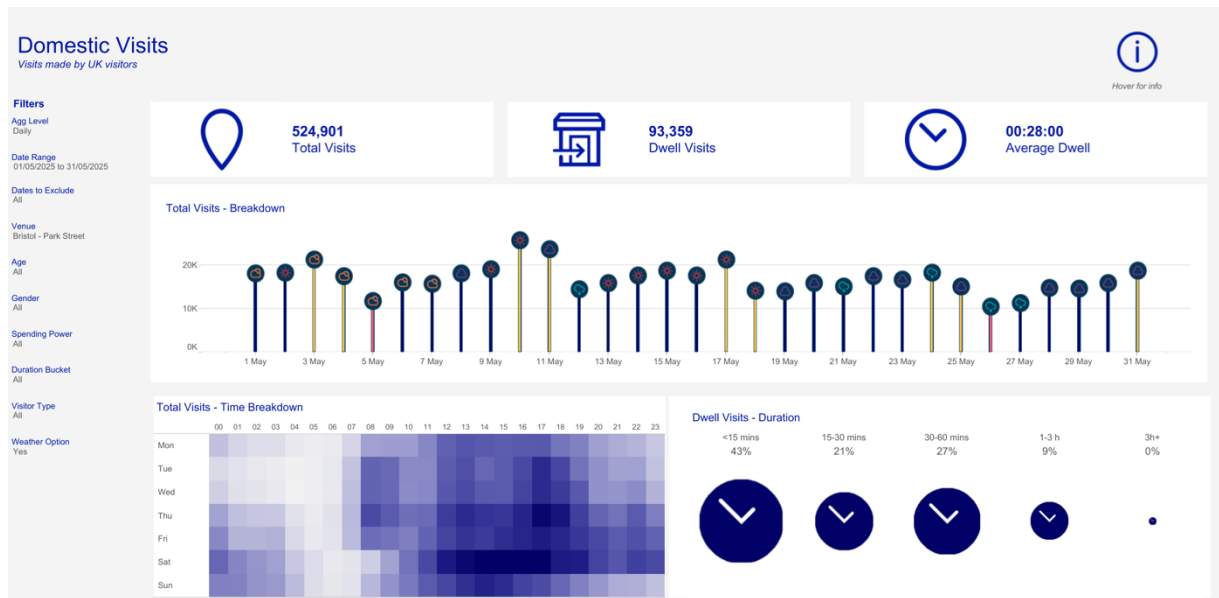 Domestic Visits
Visits made by UK visitors
Hover for info
Filters
Agg Level
Daily
Date Range
01/05/2025 to 31/05/2025
Dates to Exclude
All
Venue
Bristol - Park Street
Age
All
Gender
All
Spending Power
All
Duration Bucket
All
Visitor Type
All
Weather Option
Yes
524,901
Total Visits
93,359
Dwell Visits
00:28:00
Average Dwell
Total Visits - Breakdown
20K
10K
0K
1 May 3 May 5 May 7 May 9 May 11 May 13 May 15 May 17 May 19 May 21 May 23 May 25 May 27 May 29 May 31 May
Total Visits - Time Breakdown
00 01 02 03 04 05 06 07 08 09 10 11 12 13 14 15 16 17 18 19 20 21 22 23
Mon
Tue
Wed
Thu
Fri
Sat
Sun
Dwell Visits - Duration
<15 mins 15-30 mins 30-60 mins 1-3 h 3h+
43% 21% 27% 9% 0%